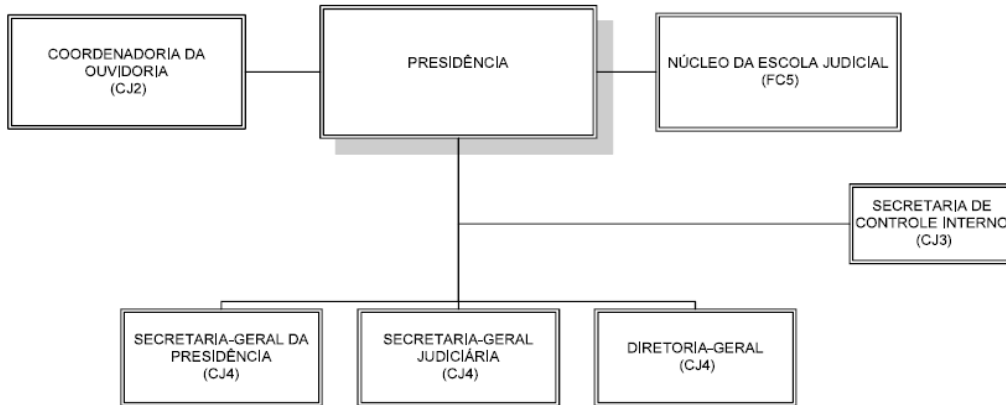 COORDENADORIA DA
OUVIDORIA
(CJ2)
PRESIDÊNCIA
NÚCLEO DA ESCOLA JUDICIAL
(FC5)
SECRETARIA DE
CONTROLE INTERNO
(CJ3)
SECRETARIA-GERAL DA
PRESIDÊNCIA
(CJ4)
SECRETARIA-GERAL
JUDICIÁRIA
(CJ4)
DIRETORIA-GERAL
(CJ4)